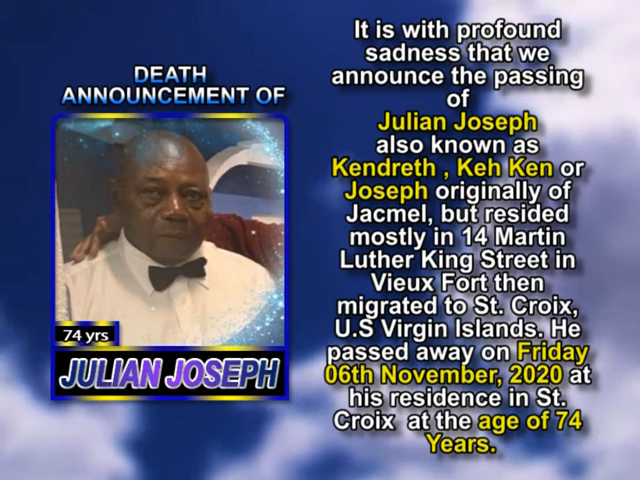 DEATH
ANNOUNCEMENT OF
74 yrs
JULIAN JOSEPH
It is with profound
sadness that we
announce the passing
of
Julian Joseph
also known as
Kendreth , Keh Ken or
Joseph originally of
Jacmel, but resided
mostly in 14 Martin
Luther King Street in
Vieux Fort then
migrated to St. Croix,
U.S Virgin Islands. He
passed away on Friday
06th November, 2020 at
his residence in St.
Croix at the age of 74
Years.